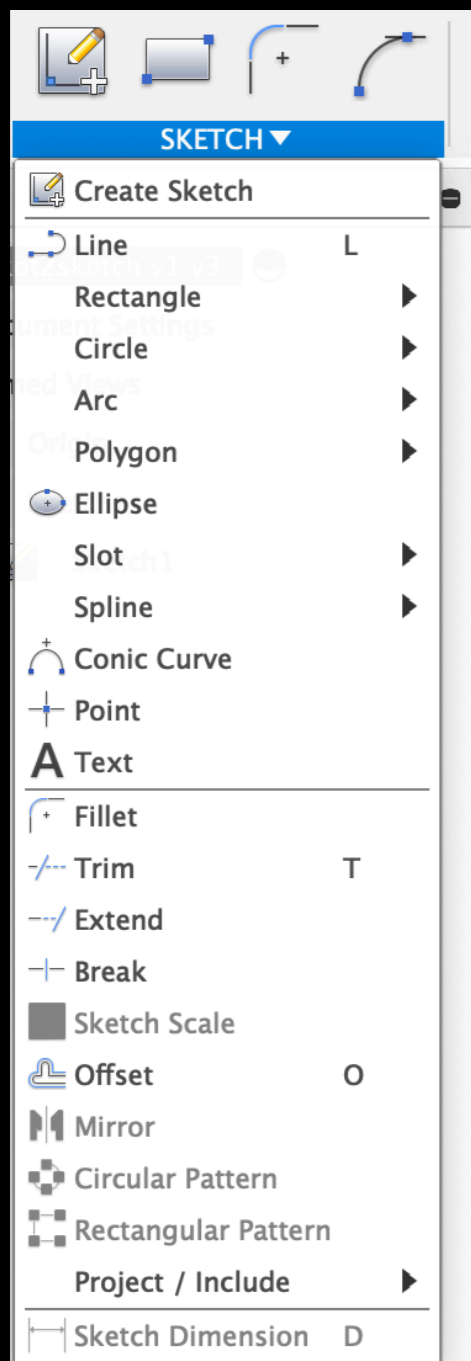 SKETCH
Create Sketch
Line L
Rectangle
Circle
Arc
Polygon
Ellipse
Slot
Spline
Conic Curve
Point
A Text
Fillet
Trim T
Extend
Break
Sketch Scale
Offset O
Mirror
Circular Pattern
Rectangular Pattern
Project / Include
Sketch Dimension D